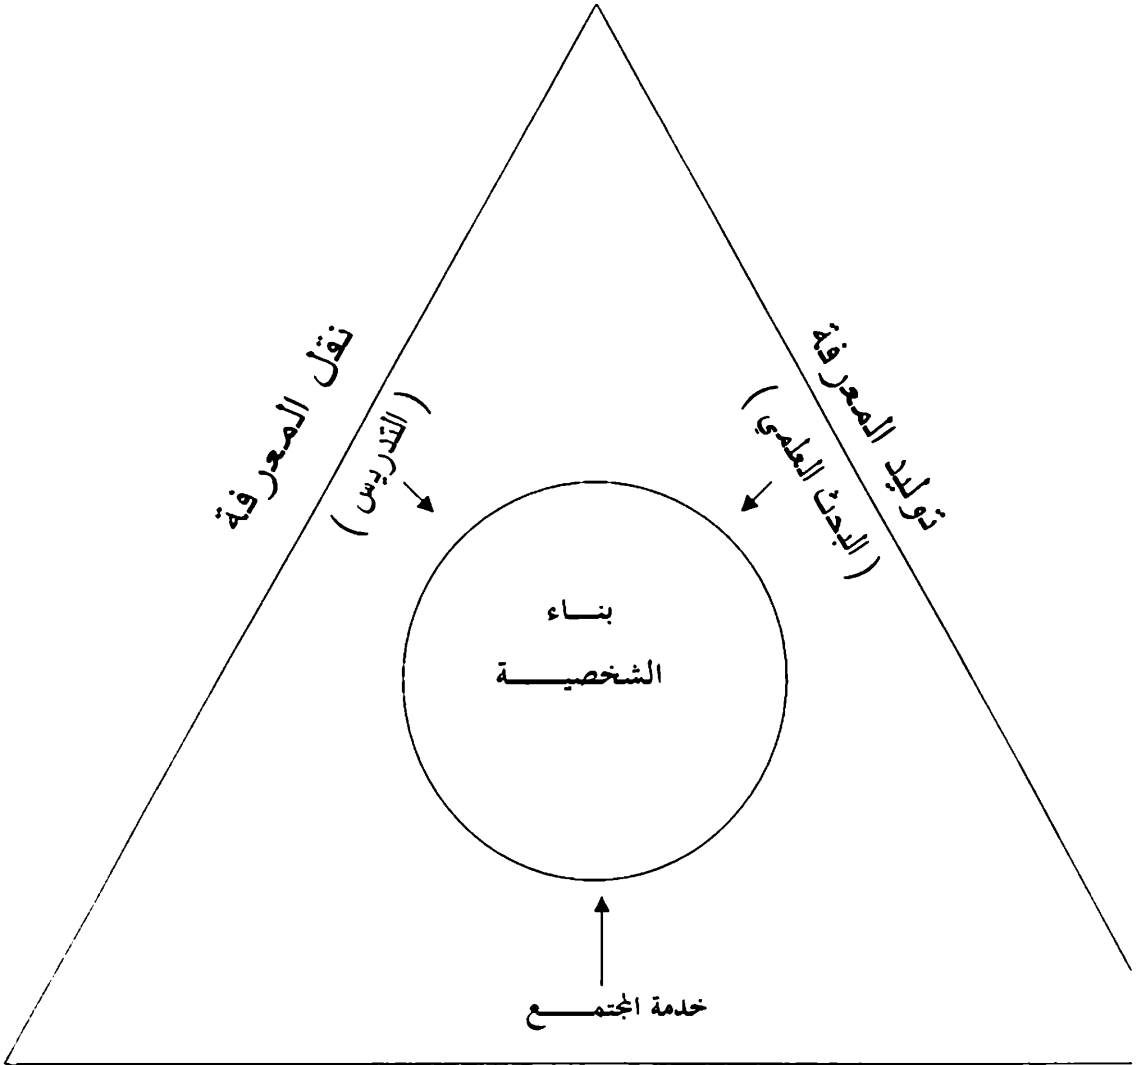 توليد المعرفة
(البحث العلمي)
نقل المعرفة
(التدريس)
بناء
الشخصية
خدمة المجتمع